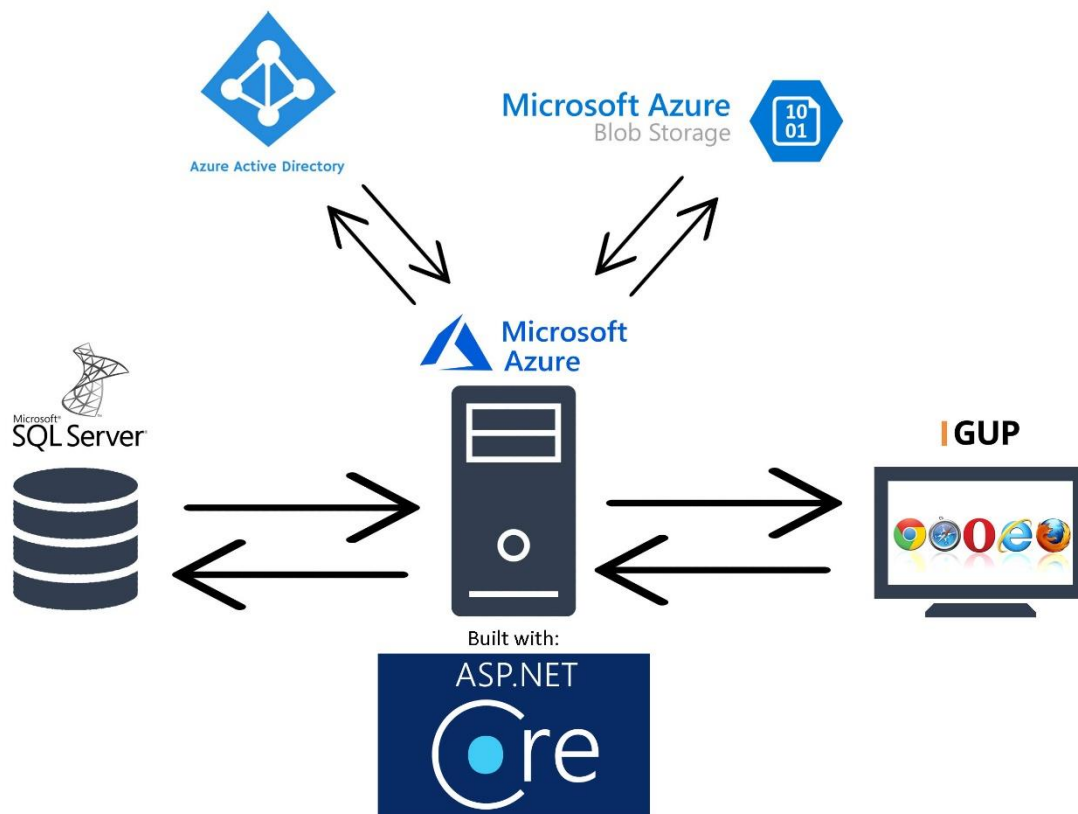 Azure Active Directory
Microsoft Azure
Blob Storage
10
01
Microsoft
Azure
Microsoft®
SQL Server®
GUP
Built with:
ASP.NET
Core